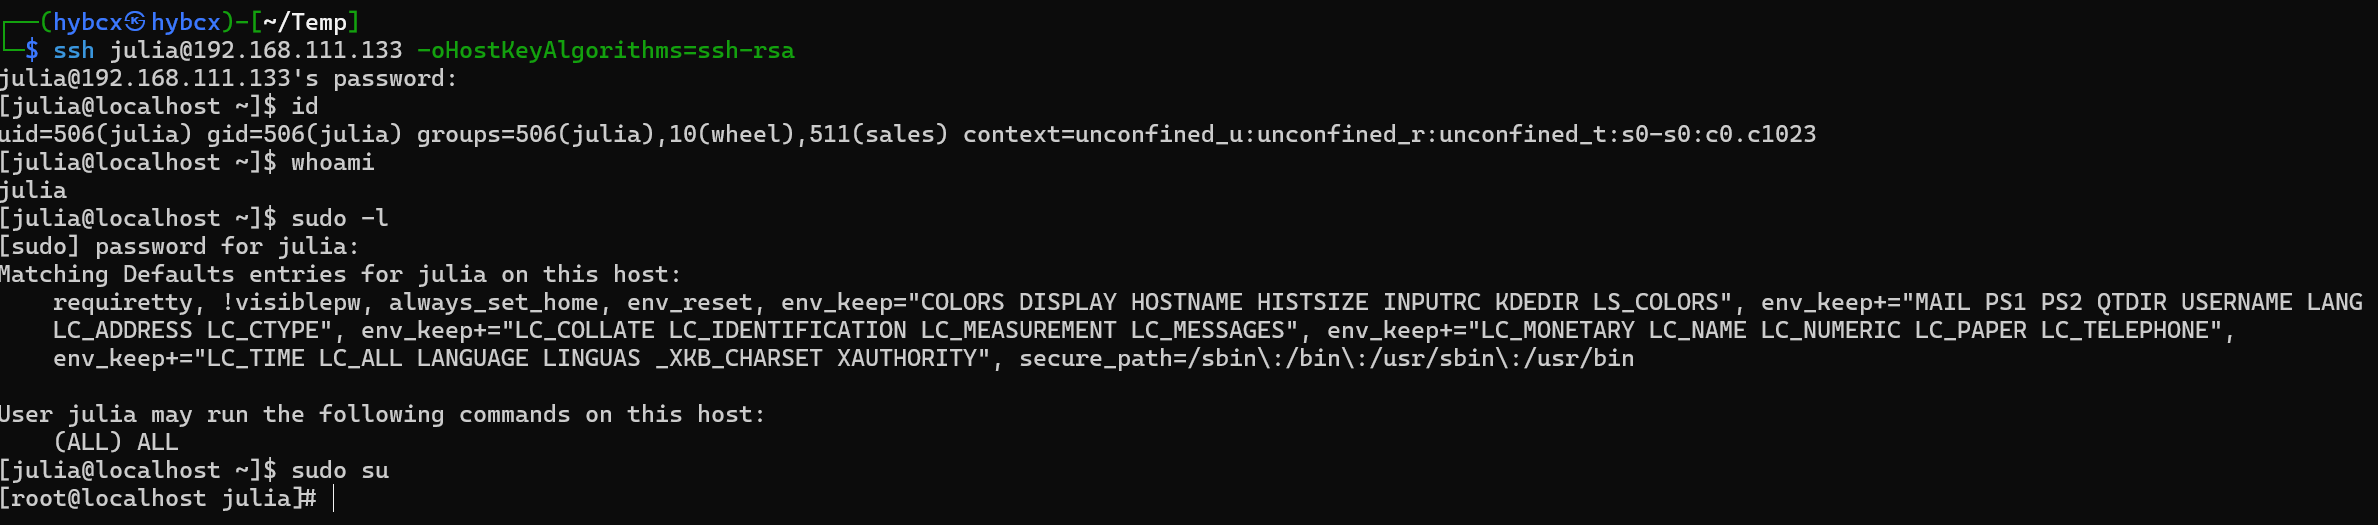 ┌──(hybcx㉿hybcx)-[~/Temp]
└─$ ssh julia@192.168.111.133 -oHostKeyAlgorithms=ssh-rsa
julia@192.168.111.133's password:
[julia@localhost ~]$ id
uid=506(julia) gid=506(julia) groups=506(julia),10(wheel),511(sales) context=unconfined_u:unconfined_r:unconfined_t:s0-s0:c0.c1023
[julia@localhost ~]$ whoami
julia
[julia@localhost ~]$ sudo -l
[sudo] password for julia:
Matching Defaults entries for julia on this host:
    requiretty, !visiblepw, always_set_home, env_reset, env_keep="COLORS DISPLAY HOSTNAME HISTSIZE INPUTRC KDEDIR LS_COLORS", env_keep+="MAIL PS1 PS2 QTDIR USERNAME LANG
    LC_ADDRESS LC_CTYPE", env_keep+="LC_COLLATE LC_IDENTIFICATION LC_MEASUREMENT LC_MESSAGES", env_keep+="LC_MONETARY LC_NAME LC_NUMERIC LC_PAPER LC_TELEPHONE",
    env_keep+="LC_TIME LC_ALL LANGUAGE LINGUAS _XKB_CHARSET XAUTHORITY", secure_path=/sbin\:/bin\:/usr/sbin\:/usr/bin
User julia may run the following commands on this host:
    (ALL) ALL
[julia@localhost ~]$ sudo su
[root@localhost julia]#